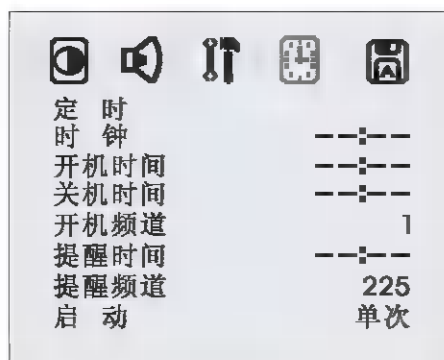 定 时
时 钟 --:--
开机时间 --:--
关机时间 --:--
开机频道 1
提醒时间 --:--
提醒频道 225
启 动 单次